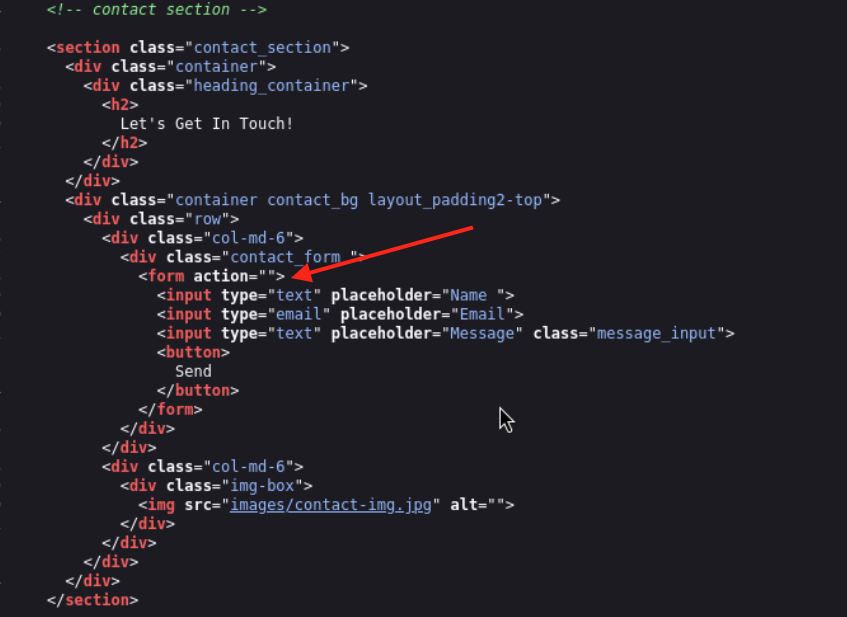 <!-- contact section -->
<section class="contact_section">
<div class="container">
<div class="heading_container">
<h2>
Let's Get In Touch!
</h2>
</div>
</div>
<div class="container contact_bg layout_padding2-top">
<div class="row">
<div class="col-md-6">
<div class="contact_form ">
<form action="">
<input type="text" placeholder="Name ">
<input type="email" placeholder="Email">
<input type="text" placeholder="Message" class="message_input">
<button>
Send
</button>
</form>
</div>
</div>
<div class="col-md-6">
<div class="img-box">
<img src="images/contact-img.jpg" alt="">
</div>
</div>
</div>
</div>
</section>